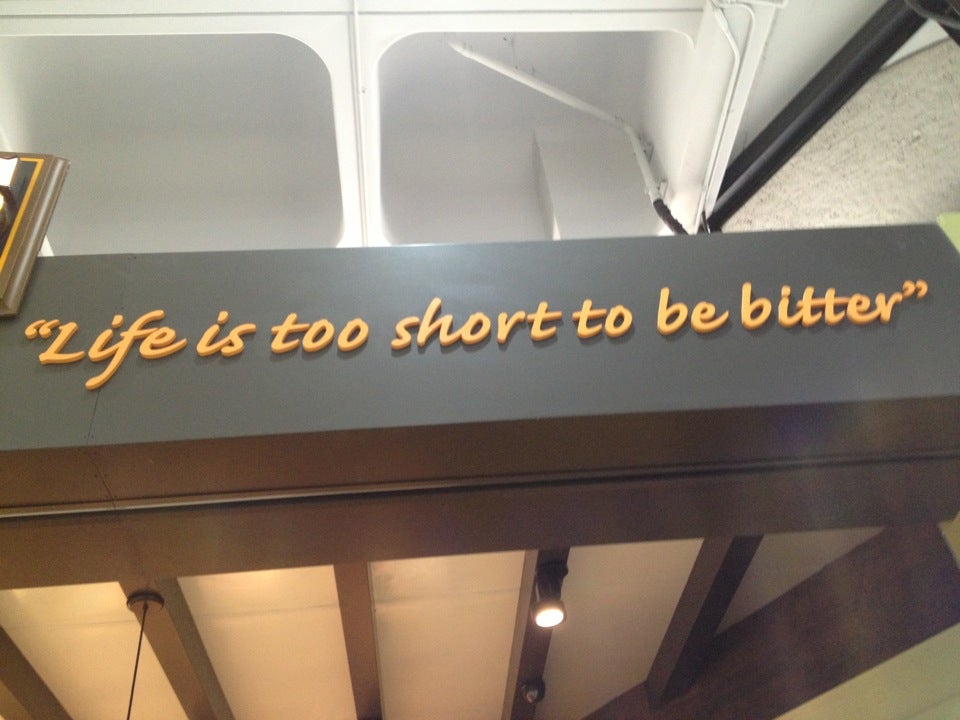 “Life is too short to be bitter”